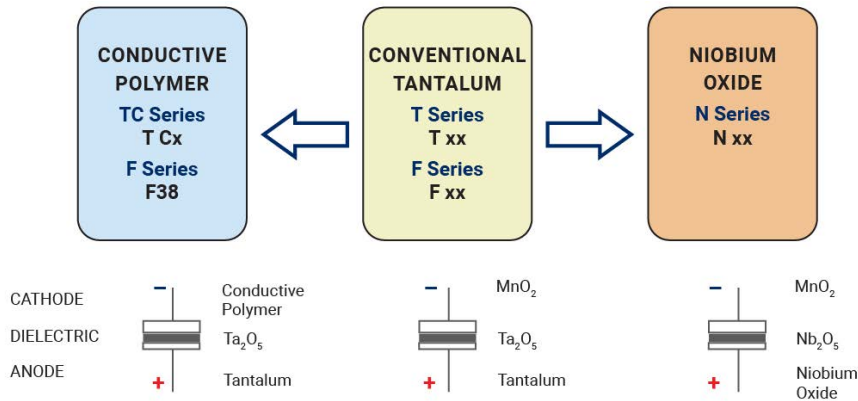 CONDUCTIVE
POLYMER
TC Series
T Cx
F Series
F38
CONVENTIONAL
TANTALUM
T Series
T xx
F Series
F xx
NIOBIUM
OXIDE
N Series
N xx
CATHODE
DIELECTRIC
ANODE
−
Conductive
Polymer
Ta₂O₅
+
Tantalum
−
MnO₂
Ta₂O₅
+
Tantalum
−
MnO₂
Nb₂O₅
+
Niobium
Oxide